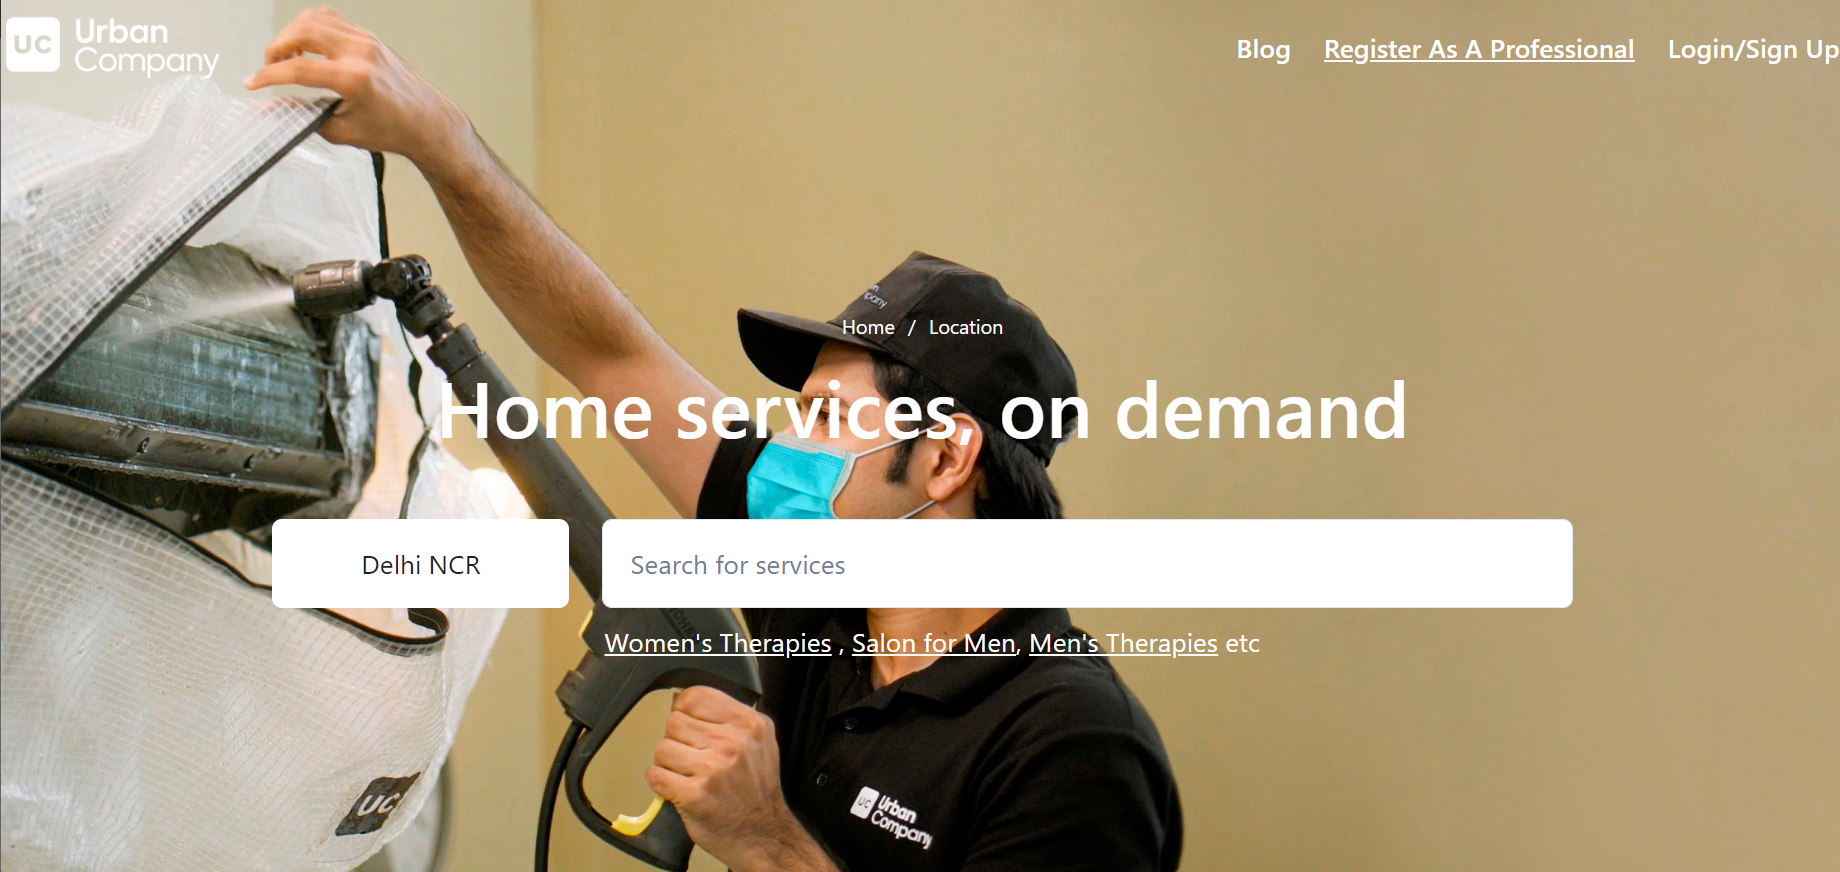 UC Urban
Company
Blog Register As A Professional Login/Sign Up
Home / Location
Home services, on demand
Delhi NCR Search for services
Women's Therapies , Salon for Men, Men's Therapies etc
UC
UC Urban
Company